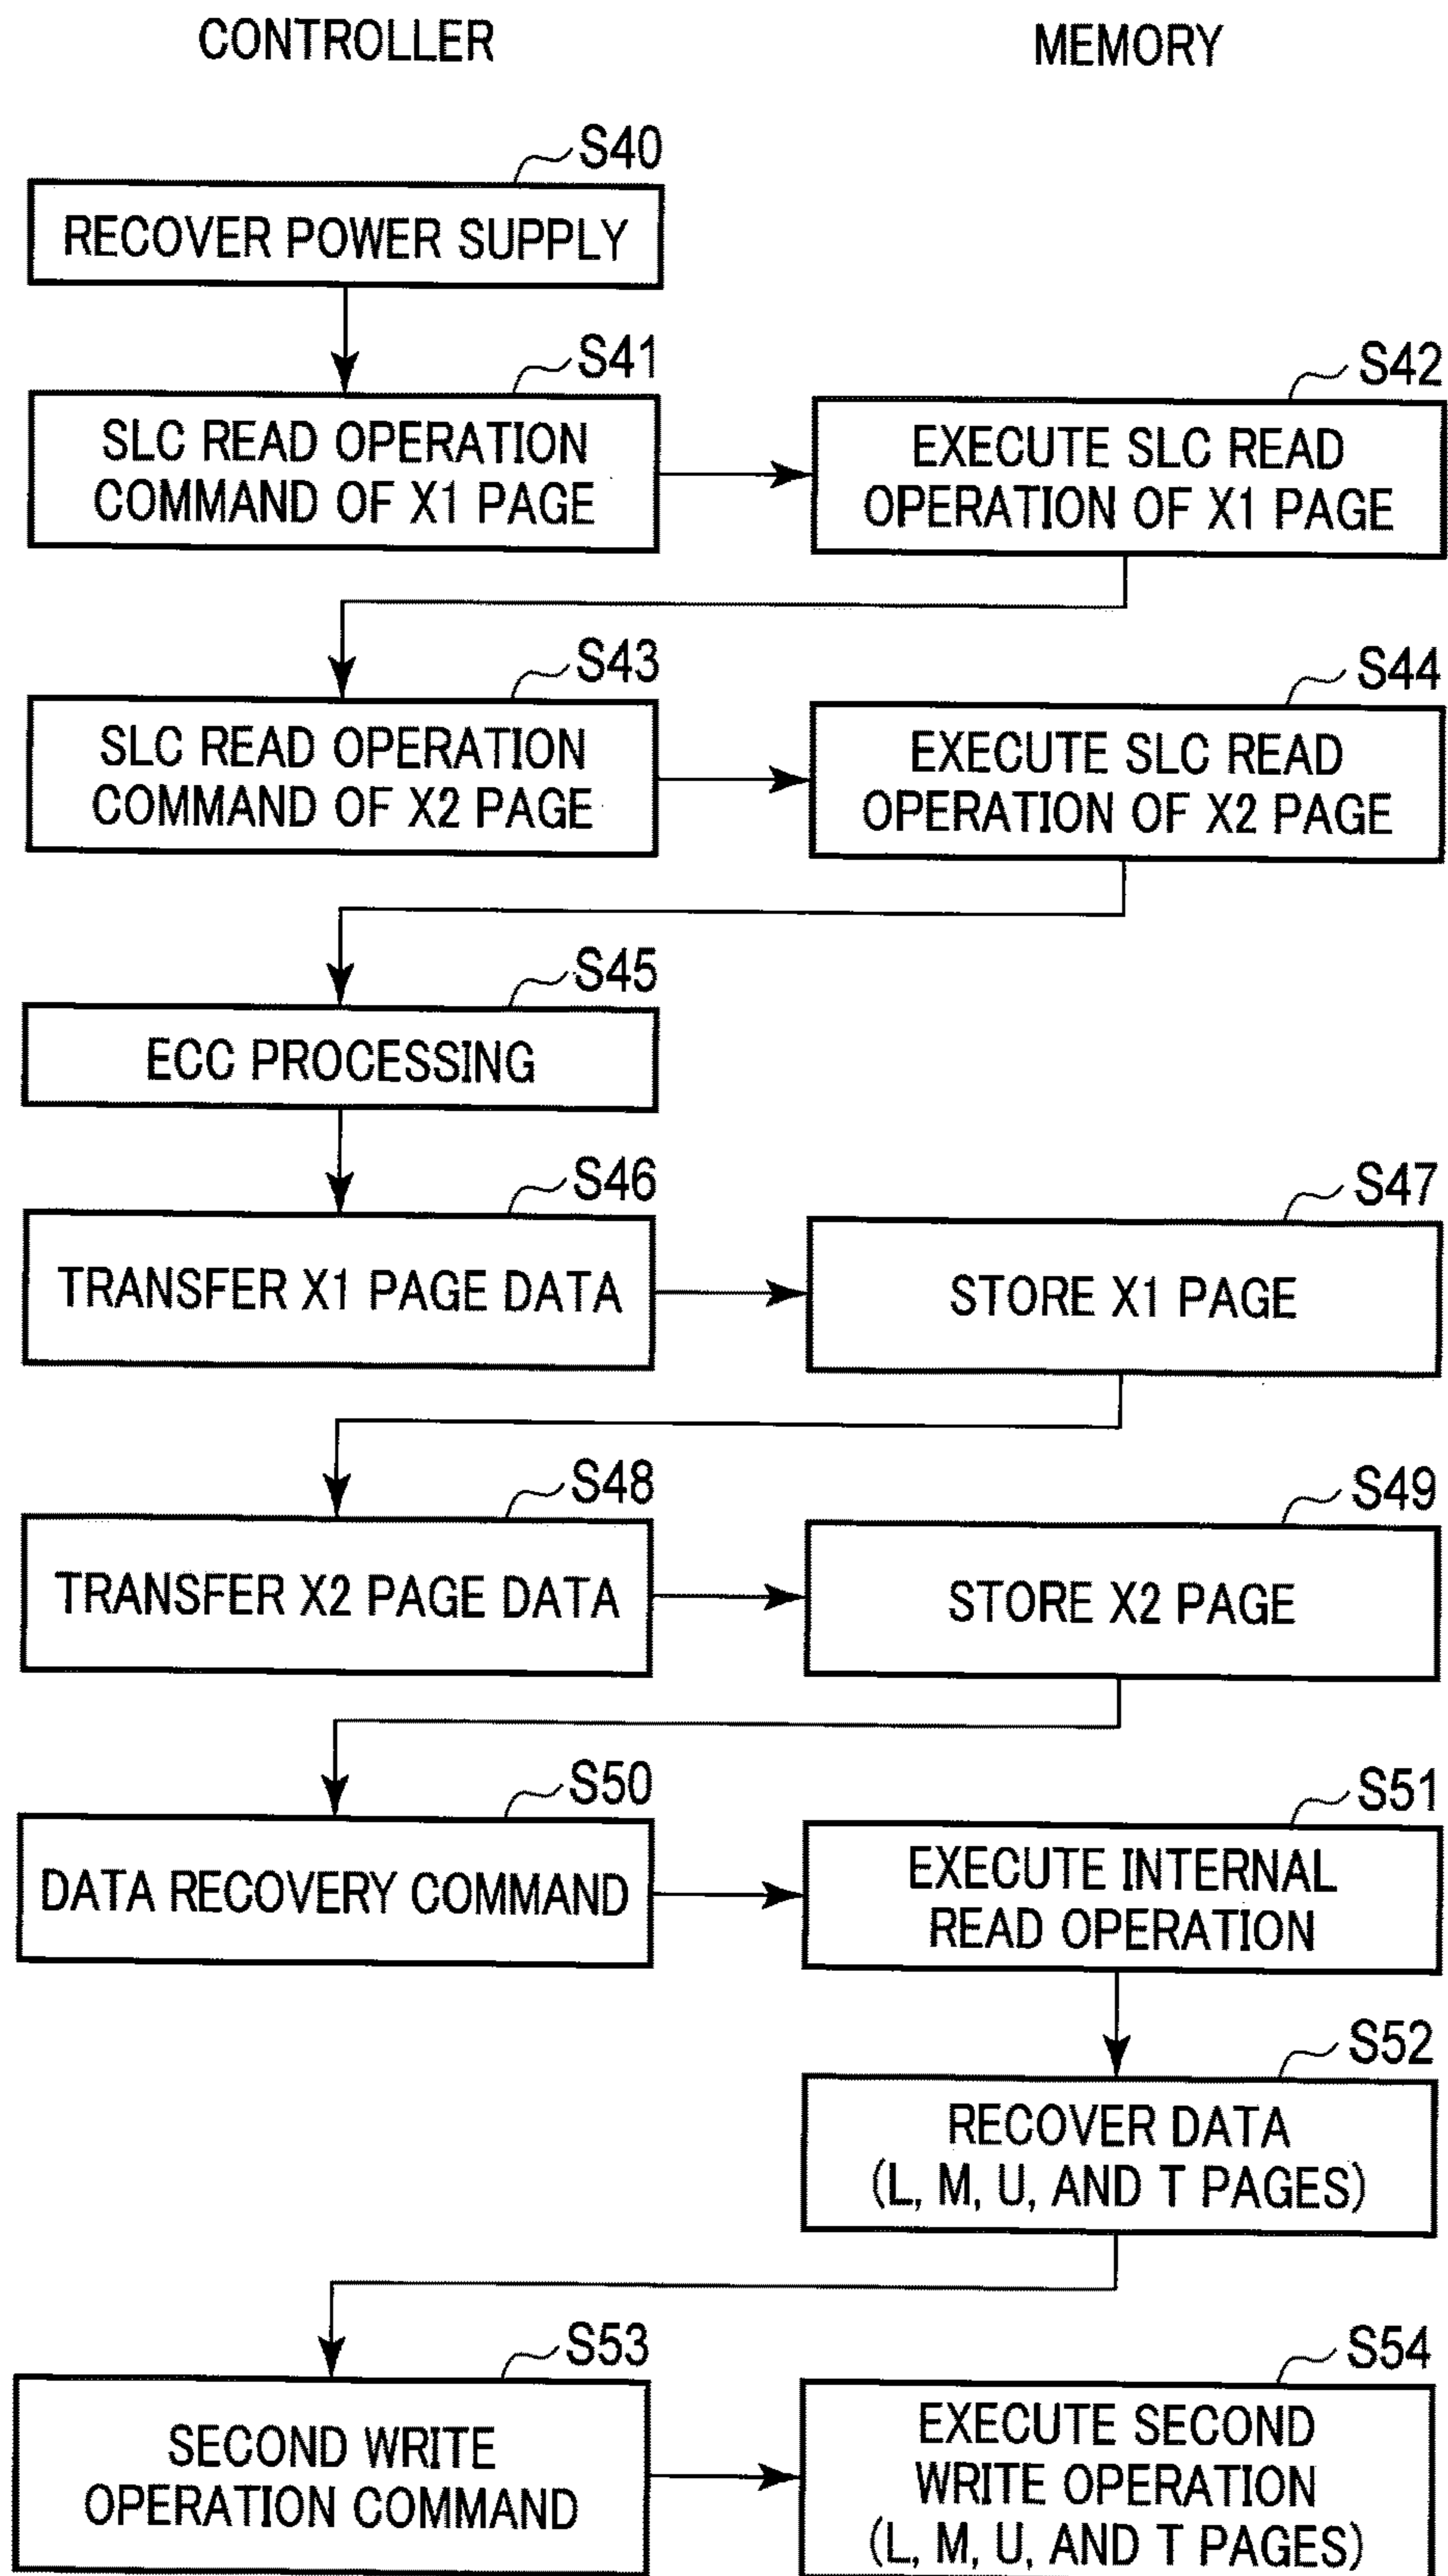 CONTROLLER
MEMORY
S40
RECOVER POWER SUPPLY
S41
SLC READ OPERATION
COMMAND OF X1 PAGE
S42
EXECUTE SLC READ
OPERATION OF X1 PAGE
S43
SLC READ OPERATION
COMMAND OF X2 PAGE
S44
EXECUTE SLC READ
OPERATION OF X2 PAGE
S45
ECC PROCESSING
S46
TRANSFER X1 PAGE DATA
S47
STORE X1 PAGE
S48
TRANSFER X2 PAGE DATA
S49
STORE X2 PAGE
S50
DATA RECOVERY COMMAND
S51
EXECUTE INTERNAL
READ OPERATION
S52
RECOVER DATA
(L, M, U, AND T PAGES)
S53
SECOND WRITE
OPERATION COMMAND
S54
EXECUTE SECOND
WRITE OPERATION
(L, M, U, AND T PAGES)